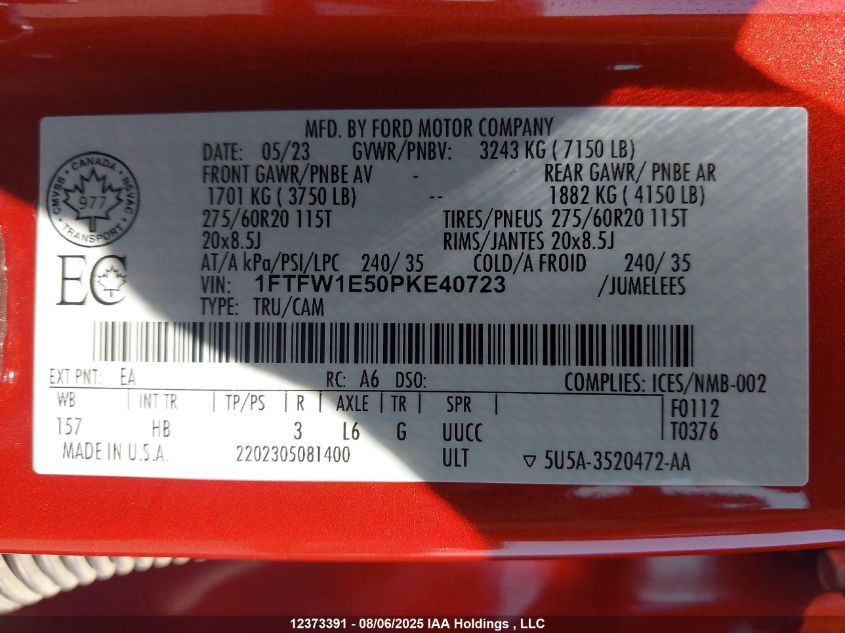 MFD. BY FORD MOTOR COMPANY
DATE: 05/23 GVWR/PNBV: 3243 KG ( 7150 LB)
FRONT GAWR/PNBE AV - REAR GAWR/ PNBE AR
1701 KG ( 3750 LB) -- 1882 KG ( 4150 LB)
275/60R20 115T TIRES/PNEUS 275/60R20 115T
20x8.5J RIMS/JANTES 20x8.5J
AT/A kPa/PSI/LPC 240/ 35 COLD/A FROID 240/ 35
VIN: 1FTFW1E50PKE40723 /JUMELEES
TYPE: TRU/CAM
CANADA
CMVSS - NSVAC
977
TRANSPORT
EC
EXT PNT: EA RC: A6 DSO: COMPLIES: ICES/NMB-002
WB INT TR TP/PS R AXLE TR SPR F0112
157 HB 3 L6 G UUCC T0376
MADE IN U.S.A. 2202305081400 ULT ▽ 5U5A-3520472-AA
12373391 - 08/06/2025 IAA Holdings , LLC